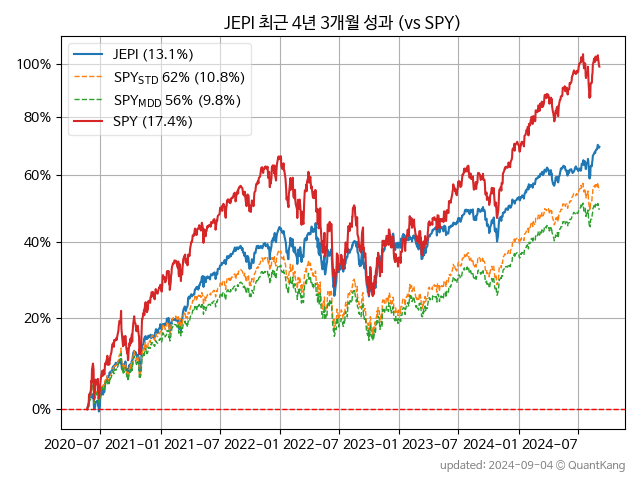 JEPI 최근 4년 3개월 성과 (vs SPY)
JEPI (13.1%)
SPYSTD 62% (10.8%)
SPYMDD 56% (9.8%)
SPY (17.4%)
100%
80%
60%
40%
20%
0%
2020-07 2021-01 2021-07 2022-01 2022-07 2023-01 2023-07 2024-01 2024-07
updated: 2024-09-04 © QuantKang